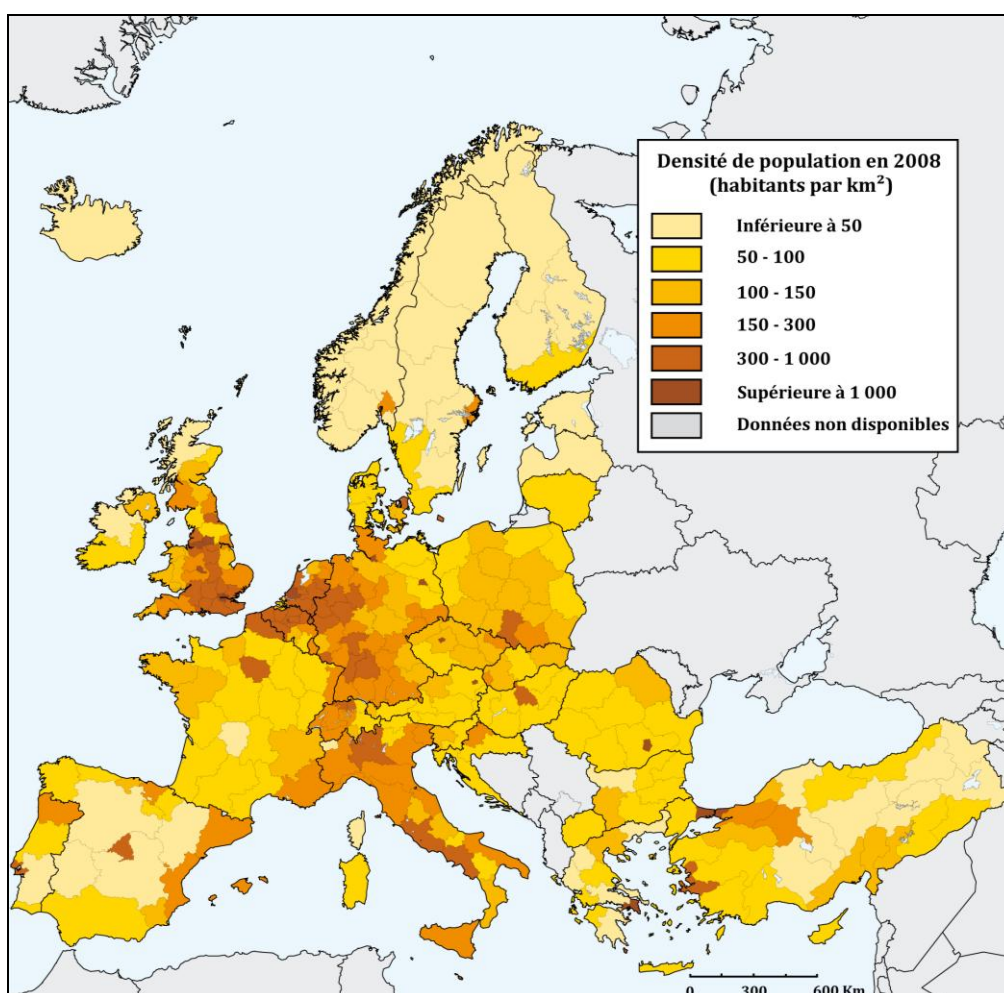 Densité de population en 2008
(habitants par km²)
Inférieure à 50
50 - 100
100 - 150
150 - 300
300 - 1 000
Supérieure à 1 000
Données non disponibles
0 300 600 Km